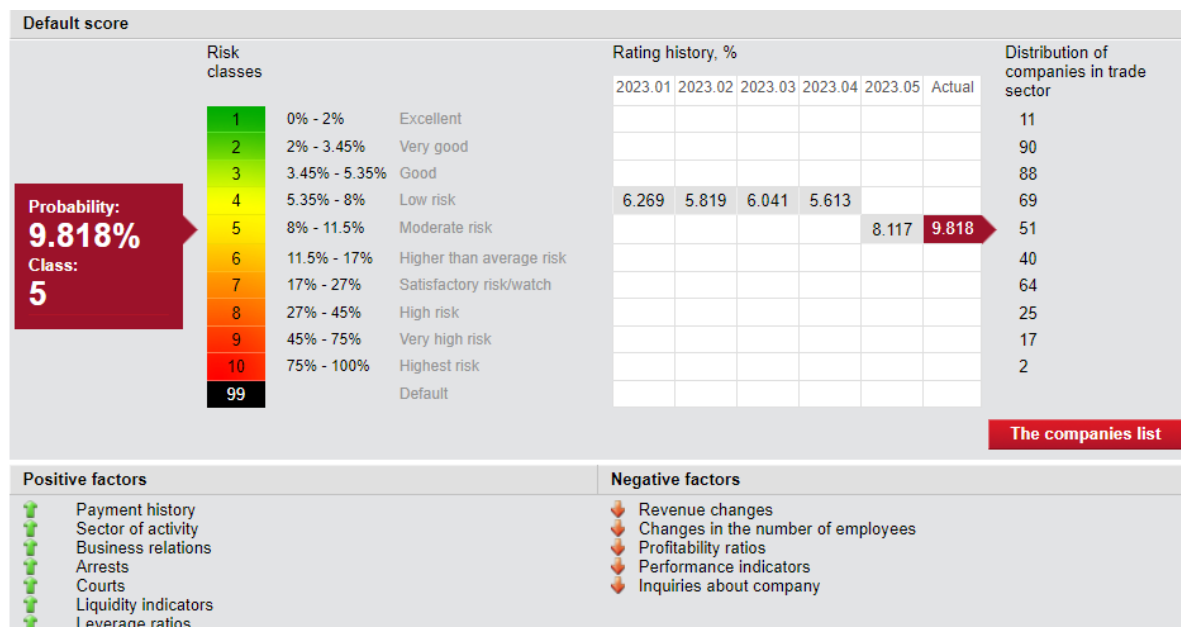 Default score
Risk
classes
Rating history, %
Distribution of
companies in trade
sector
2023.01 2023.02 2023.03 2023.04 2023.05 Actual
1 0% - 2% Excellent 11
2 2% - 3.45% Very good 90
3 3.45% - 5.35% Good 88
4 5.35% - 8% Low risk 6.269 5.819 6.041 5.613 69
5 8% - 11.5% Moderate risk 8.117 9.818 51
6 11.5% - 17% Higher than average risk 40
7 17% - 27% Satisfactory risk/watch 64
8 27% - 45% High risk 25
9 45% - 75% Very high risk 17
10 75% - 100% Highest risk 2
99 Default
Probability:
9.818%
Class:
5
The companies list
Positive factors
Payment history
Sector of activity
Business relations
Arrests
Courts
Liquidity indicators
Leverage ratios
Negative factors
Revenue changes
Changes in the number of employees
Profitability ratios
Performance indicators
Inquiries about company